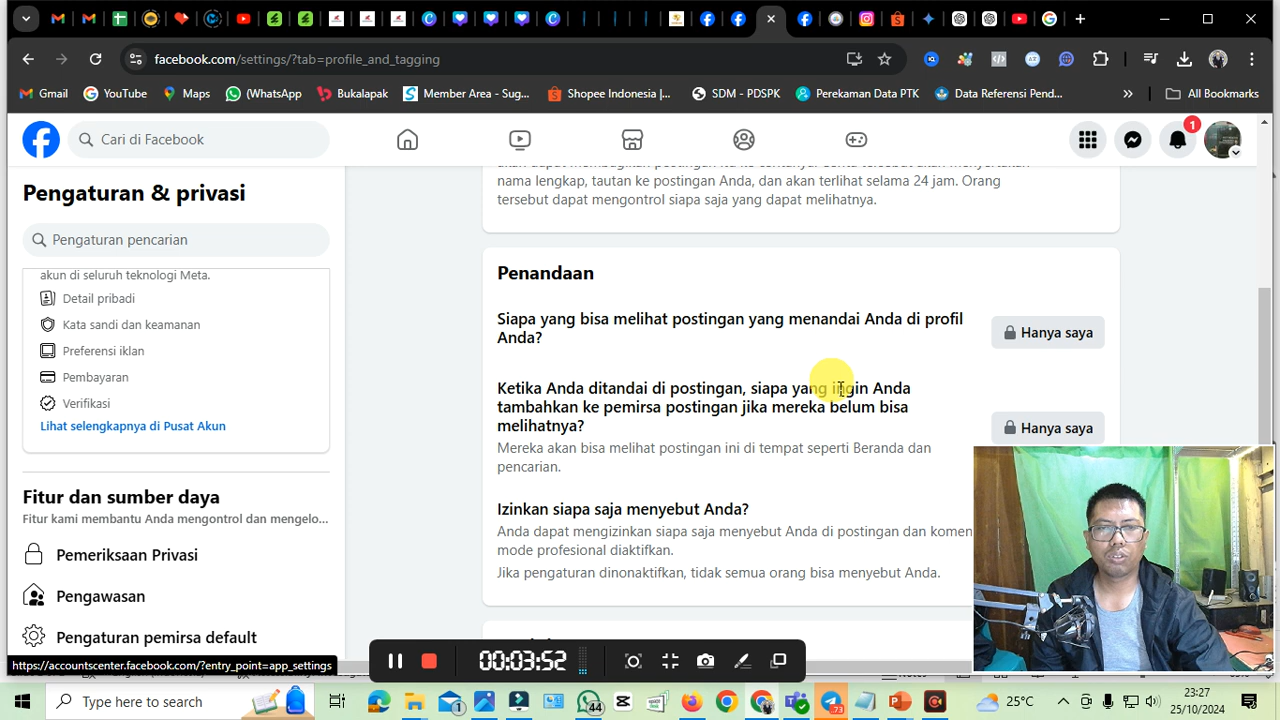 facebook.com/settings/?tab=profile_and_tagging
Gmail
YouTube
Maps
(WhatsApp
Bukalapak
Member Area - Sug...
Shopee Indonesia |...
SDM – PDSPK
Perekaman Data PTK
Data Referensi Pend...
»
All Bookmarks
Cari di Facebook
1
Pengaturan & privasi
Pengaturan pencarian
akun di seluruh teknologi Meta.
Detail pribadi
Kata sandi dan keamanan
Preferensi iklan
Pembayaran
Verifikasi
Lihat selengkapnya di Pusat Akun
Fitur dan sumber daya
Fitur kami membantu Anda mengontrol dan mengelo...
Pemeriksaan Privasi
Pengawasan
Pengaturan pemirsa default
https://accountscenter.facebook.com/?entry_point=app_settings
nama lengkap, tautan ke postingan Anda, dan akan terlihat selama 24 jam. Orang
tersebut dapat mengontrol siapa saja yang dapat melihatnya.
Penandaan
Siapa yang bisa melihat postingan yang menandai Anda di profil
Anda?
Hanya saya
Ketika Anda ditandai di postingan, siapa yang ingin Anda
tambahkan ke pemirsa postingan jika mereka belum bisa
melihatnya?
Hanya saya
Mereka akan bisa melihat postingan ini di tempat seperti Beranda dan
pencarian.
Izinkan siapa saja menyebut Anda?
Anda dapat mengizinkan siapa saja menyebut Anda di postingan dan komen
mode profesional diaktifkan.
Jika pengaturan dinonaktifkan, tidak semua orang bisa menyebut Anda.
00:03:52
Type here to search
44
73
25°C
23:27
25/10/2024